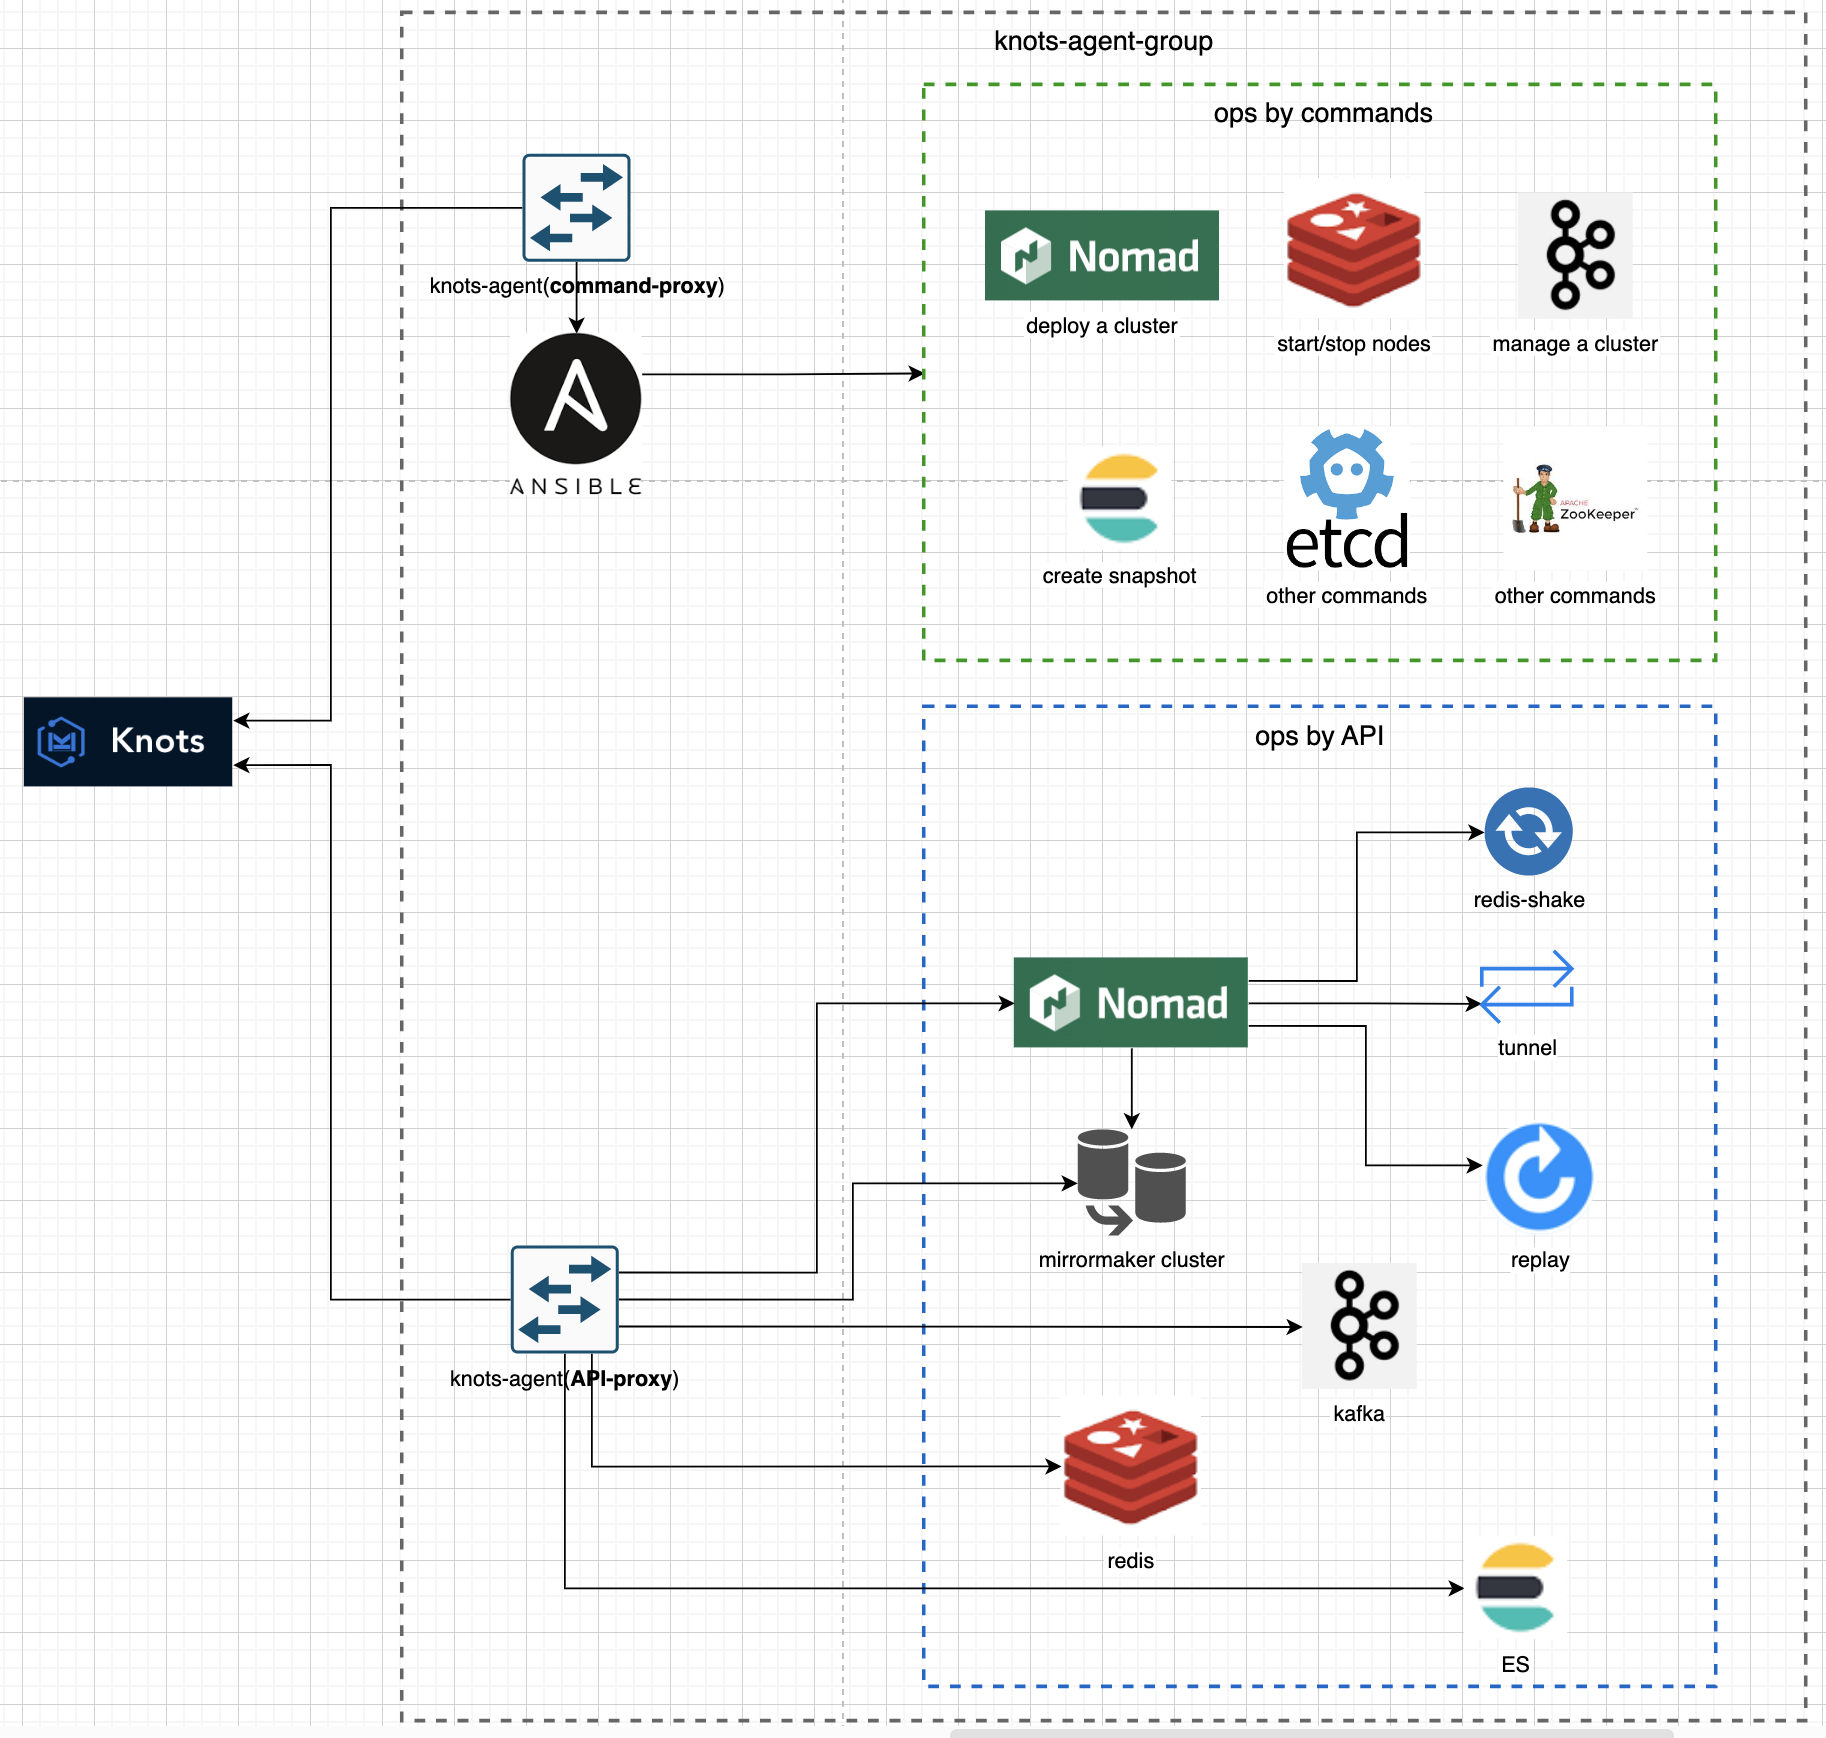 knots-agent-group
ops by commands
knots-agent(command-proxy)
ANSIBLE
Nomad
deploy a cluster
start/stop nodes
manage a cluster
create snapshot
etcd
other commands
APACHE
ZooKeeper™
other commands
Knots
ops by API
redis-shake
Nomad
tunnel
mirrormaker cluster
replay
knots-agent(API-proxy)
kafka
redis
ES